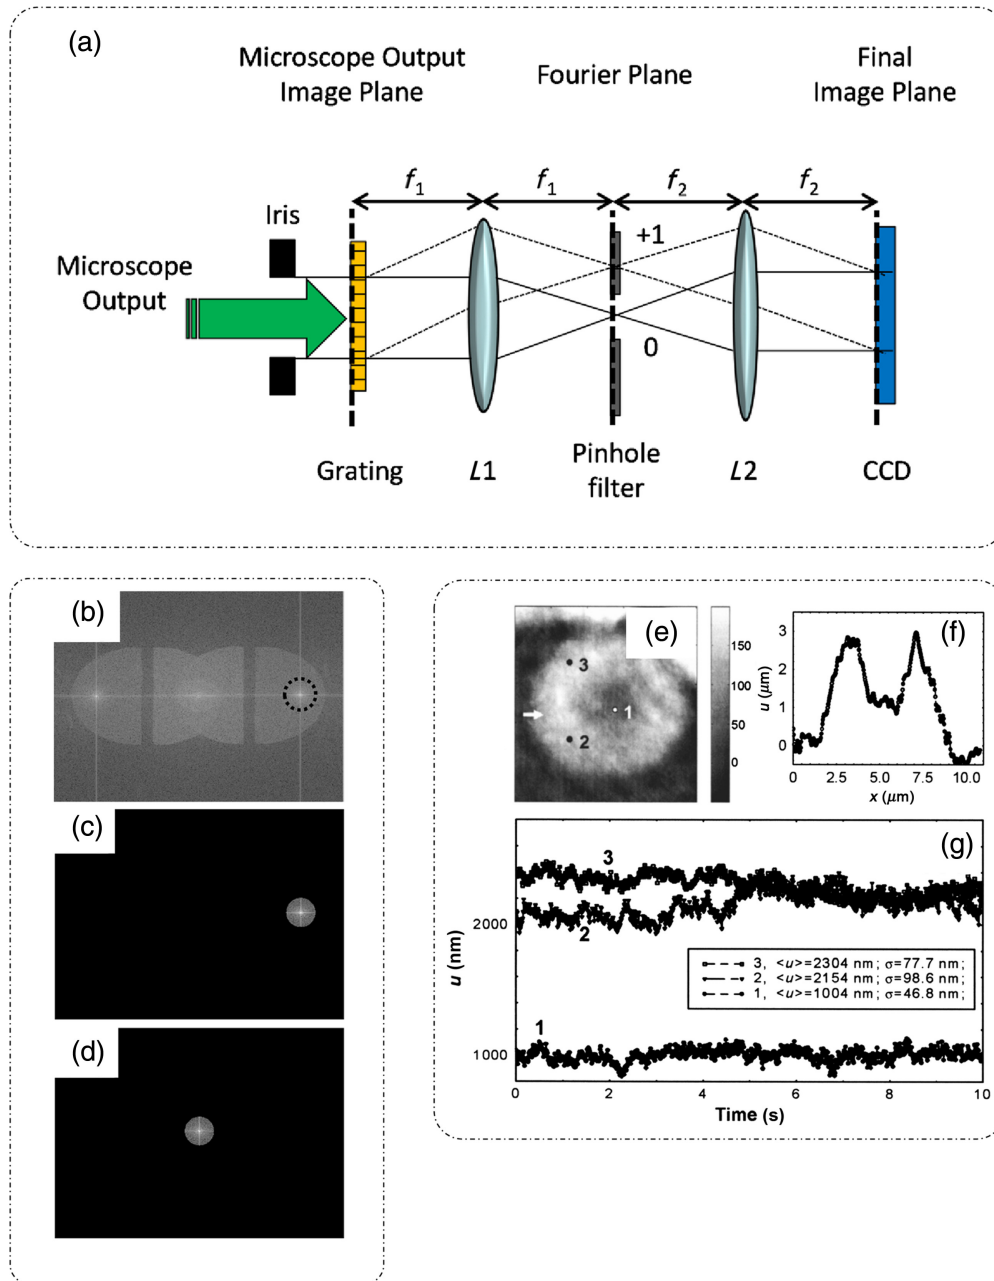 (a)
Microscope Output
Image Plane
Fourier Plane
Final
Image Plane
f1
f1
f2
f2
Iris
+1
Microscope
Output
0
Grating
L1
Pinhole
filter
L2
CCD
(b)
(c)
(d)
(e)
3
1
2
150
100
50
0
(f)
3
2
1
0
u (μm)
0
2.5
5.0
7.5
10.0
x (μm)
(g)
3
2
1
2000
1000
u (nm)
3, <u>=2304 nm; σ=77.7 nm;
2, <u>=2154 nm; σ=98.6 nm;
1, <u>=1004 nm; σ=46.8 nm;
0
2
4
6
8
10
Time (s)